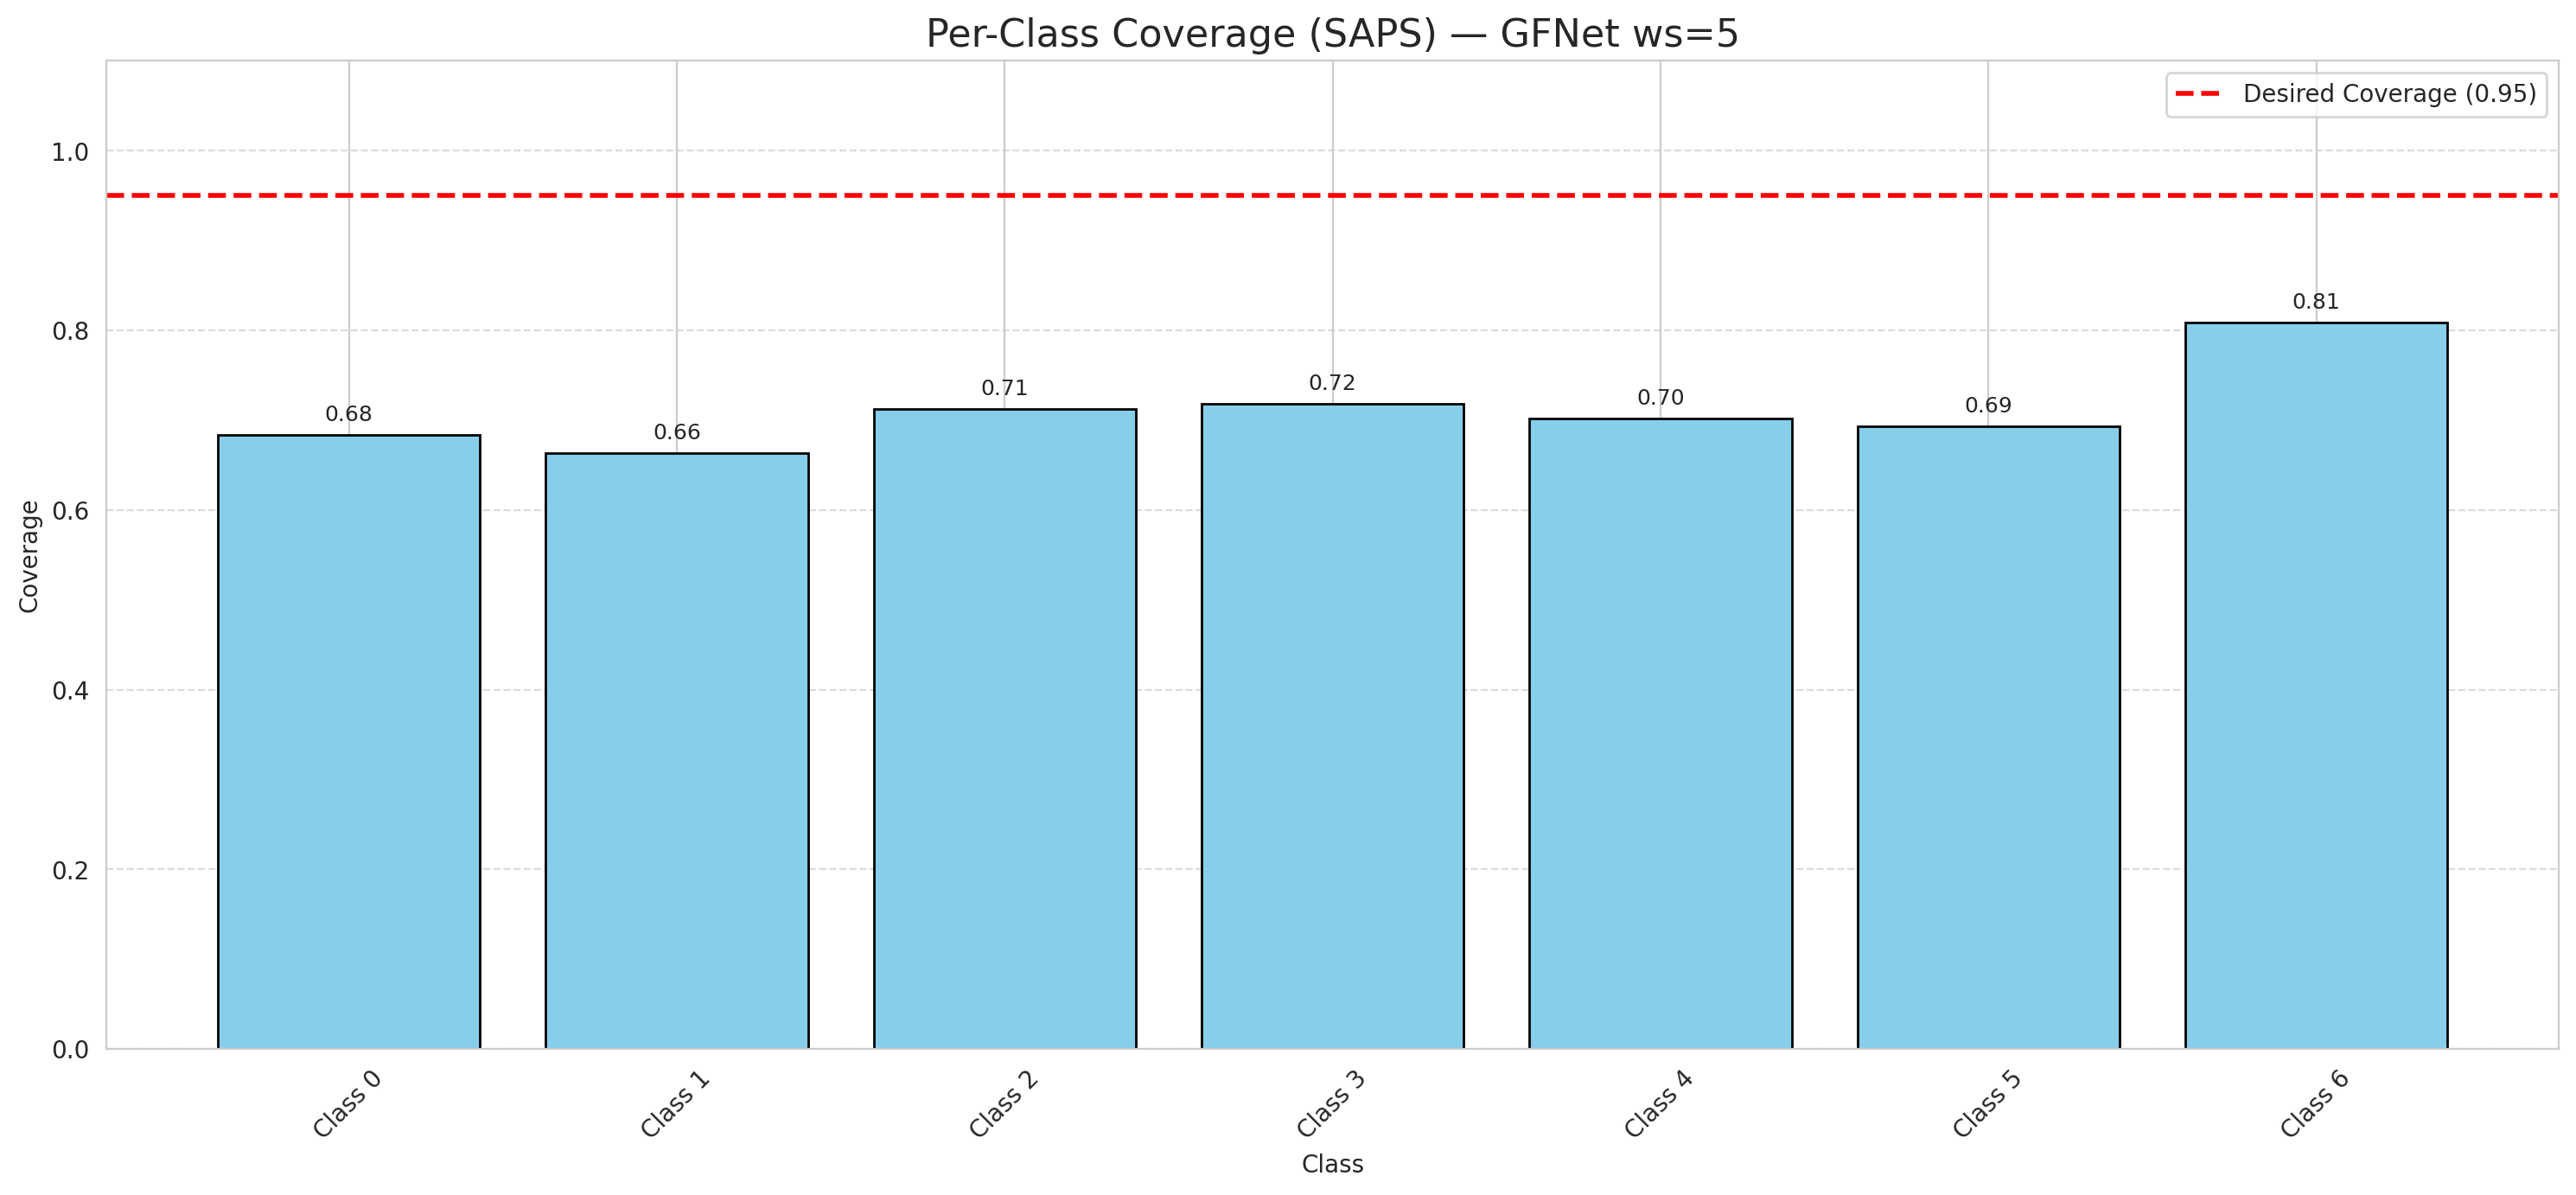 Per-Class Coverage (SAPS) — GFNet ws=5
Desired Coverage (0.95)
1.0
0.8
0.6
0.4
0.2
0.0
Coverage
0.68
0.66
0.71
0.72
0.70
0.69
0.81
Class 0
Class 1
Class 2
Class 3
Class 4
Class 5
Class 6
Class